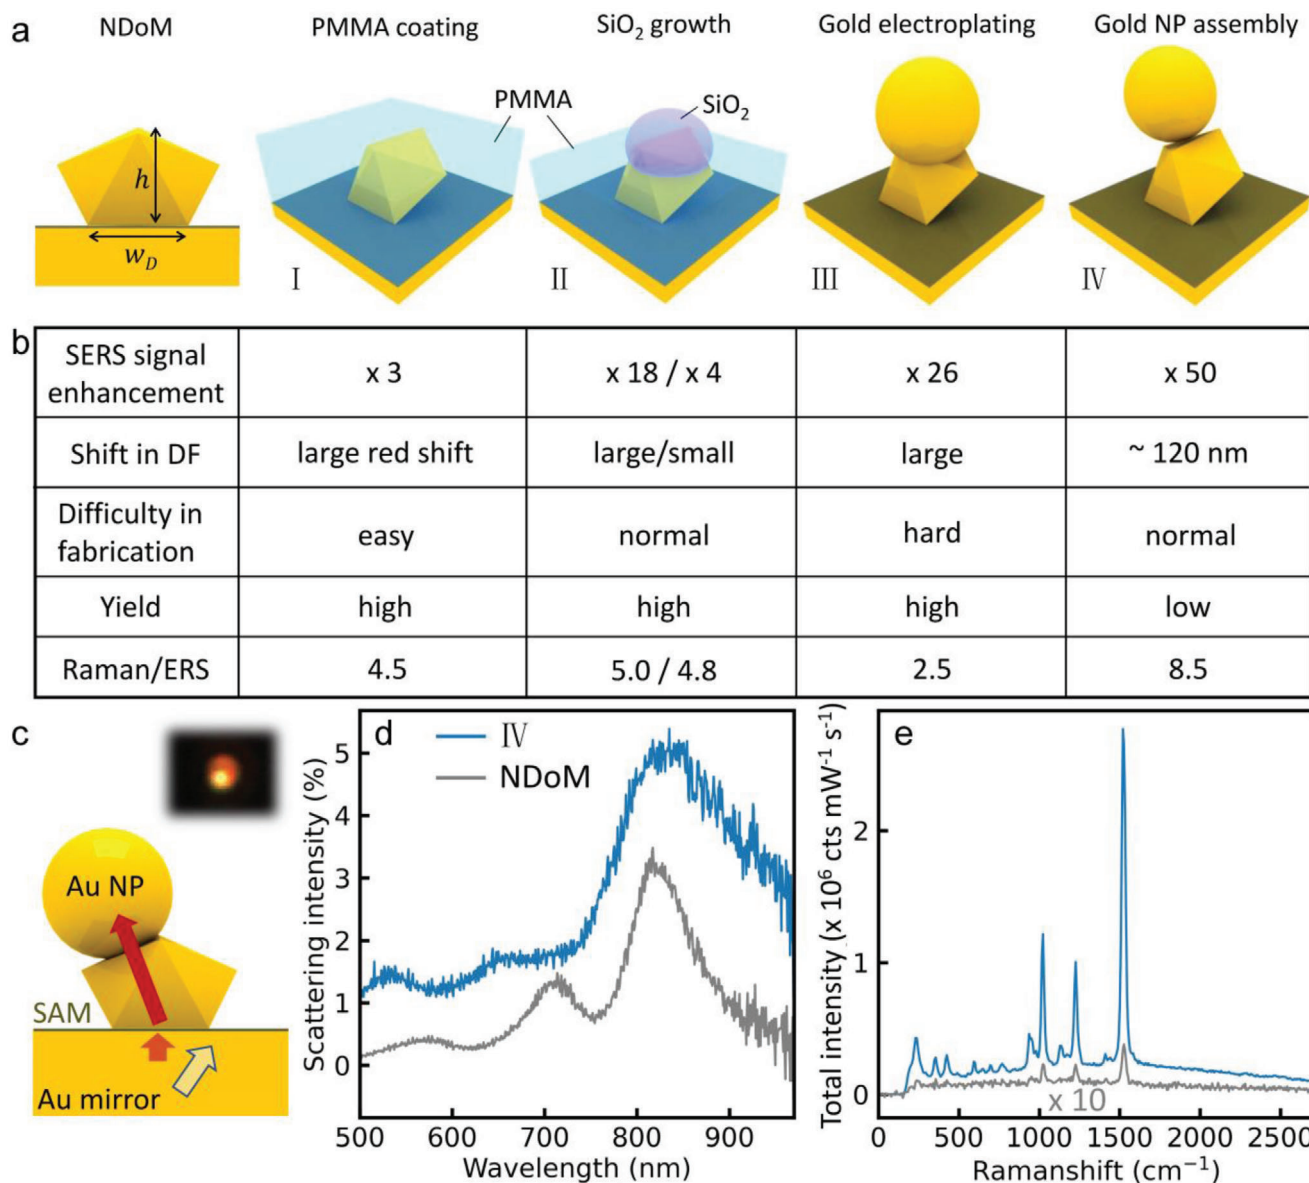 a
NDoM
PMMA coating
SiO₂ growth
Gold electroplating
Gold NP assembly
PMMA
SiO₂
h
w_D
I
II
III
IV
b
SERS signal enhancement
x 3
x 18 / x 4
x 26
x 50
Shift in DF
large red shift
large/small
large
~ 120 nm
Difficulty in fabrication
easy
normal
hard
normal
Yield
high
high
high
low
Raman/ERS
4.5
5.0 / 4.8
2.5
8.5
c
Au NP
SAM
Au mirror
d
IV
NDoM
Scattering intensity (%)
5
4
3
2
1
0
500
600
700
800
900
Wavelength (nm)
e
Total intensity (x 10⁶ cts mW⁻¹ s⁻¹)
2
1
0
x 10
0
500
1000
1500
2000
2500
Ramanshift (cm⁻¹)